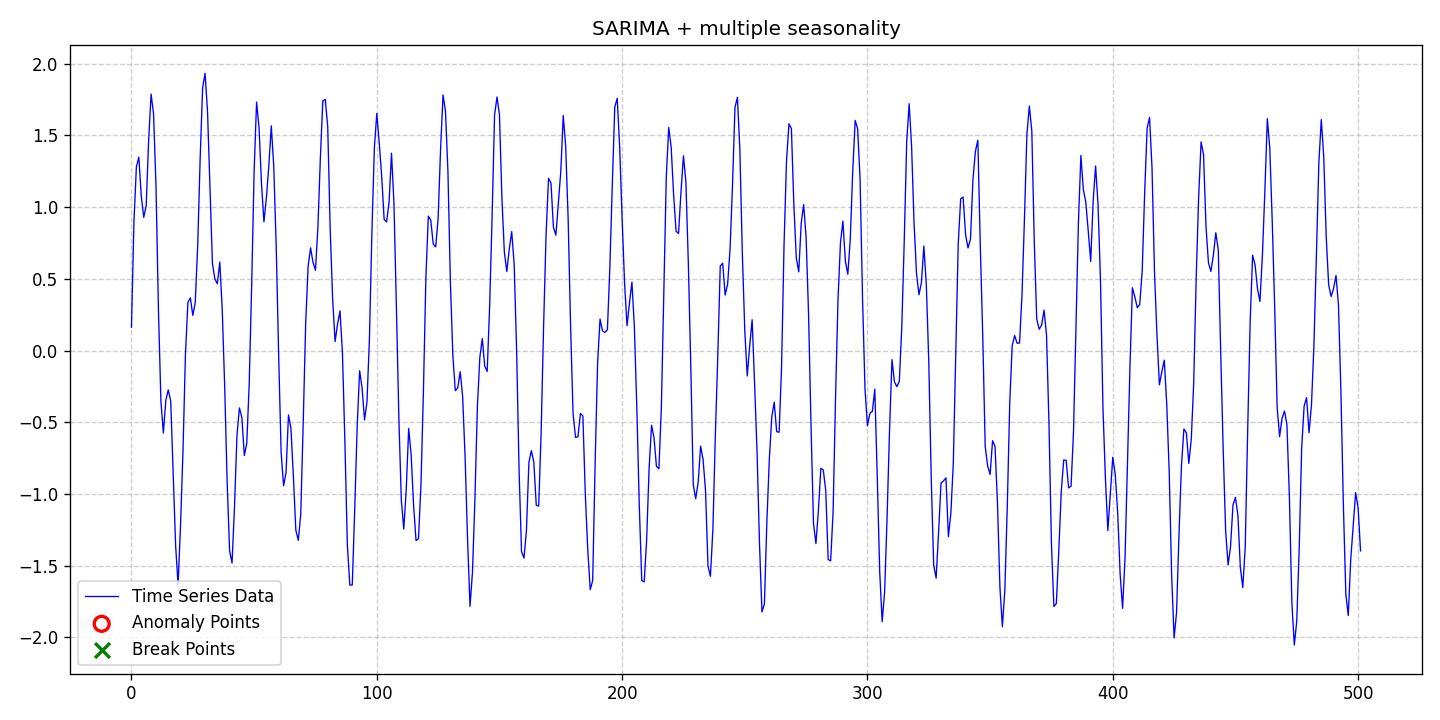 SARIMA + multiple seasonality
2.0
1.5
1.0
0.5
0.0
−0.5
−1.0
−1.5
−2.0
Time Series Data
Anomaly Points
Break Points
0 100 200 300 400 500